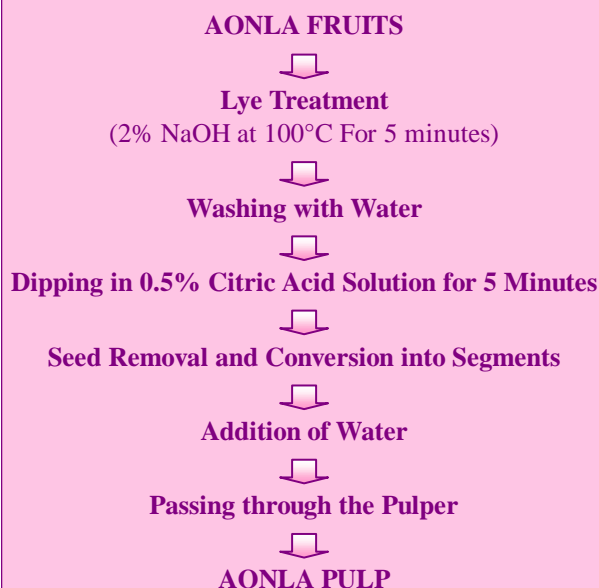 AONLA FRUITS
Lye Treatment
(2% NaOH at 100°C For 5 minutes)
Washing with Water
Dipping in 0.5% Citric Acid Solution for 5 Minutes
Seed Removal and Conversion into Segments
Addition of Water
Passing through the Pulper
AONLA PULP